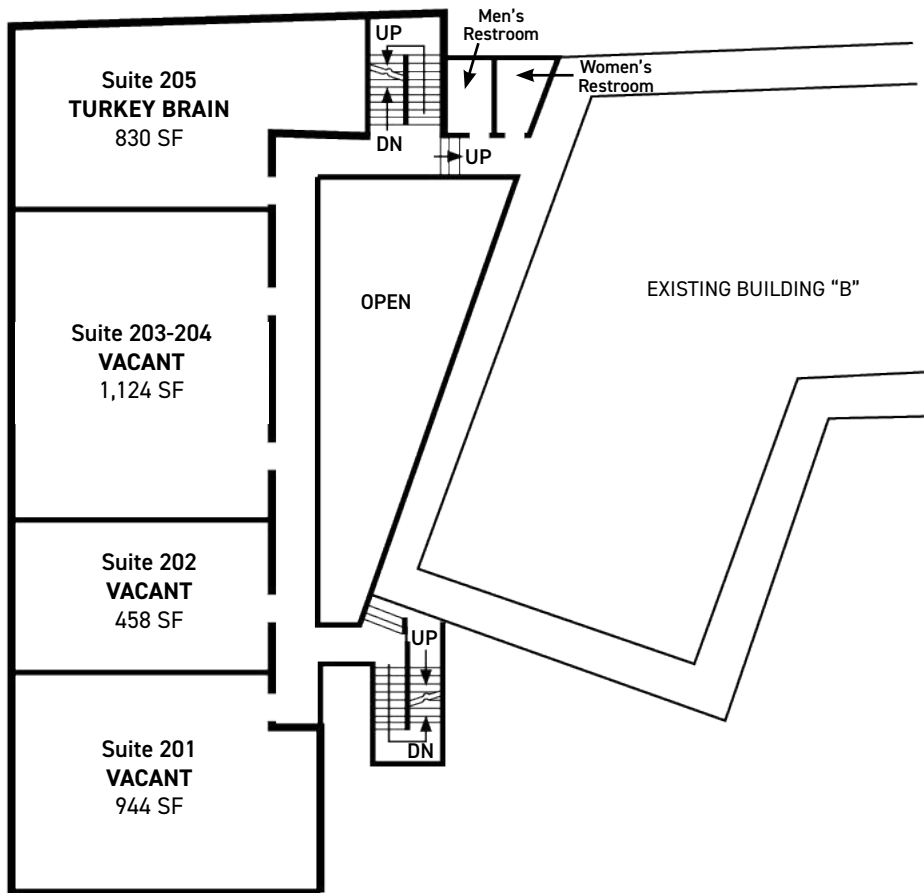 Men's
Restroom
UP
Women's
Restroom
Suite 205
TURKEY BRAIN
830 SF
DN
UP
OPEN
EXISTING BUILDING “B”
Suite 203-204
VACANT
1,124 SF
Suite 202
VACANT
458 SF
UP
Suite 201
VACANT
944 SF
DN